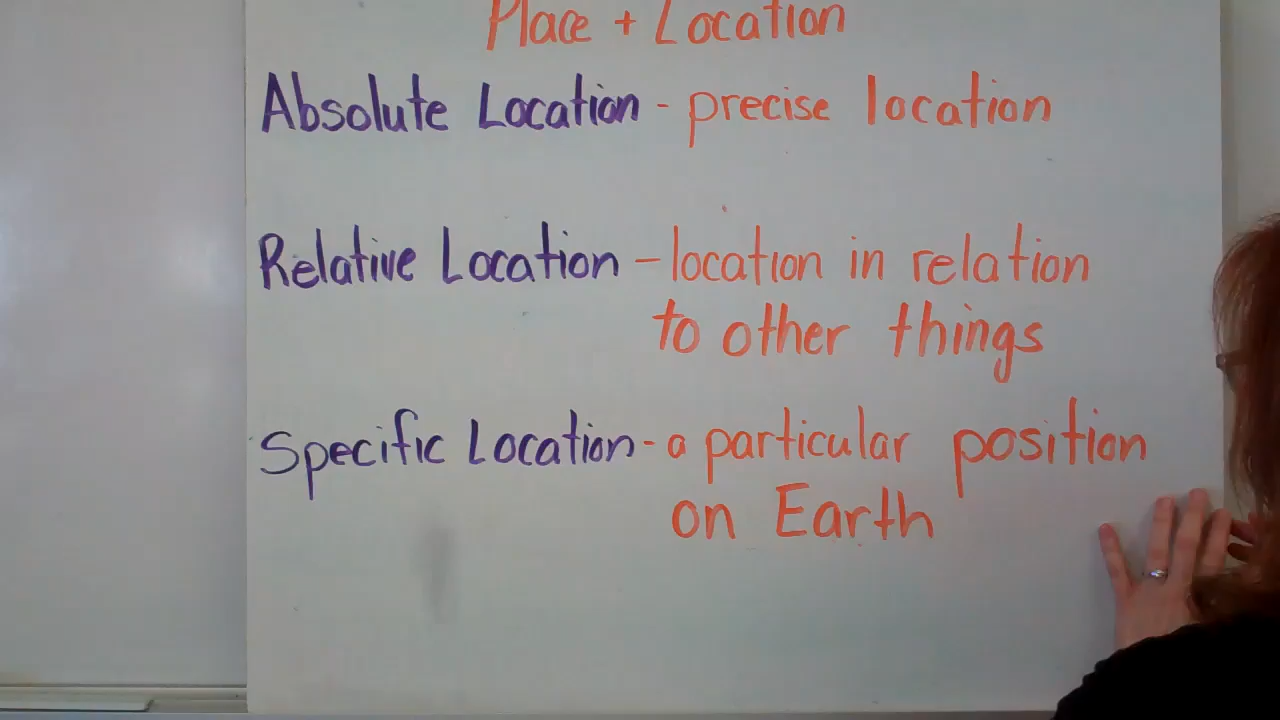 Place + Location
Absolute Location - precise location
Relative Location - location in relation
to other things
Specific Location - a particular position
on Earth